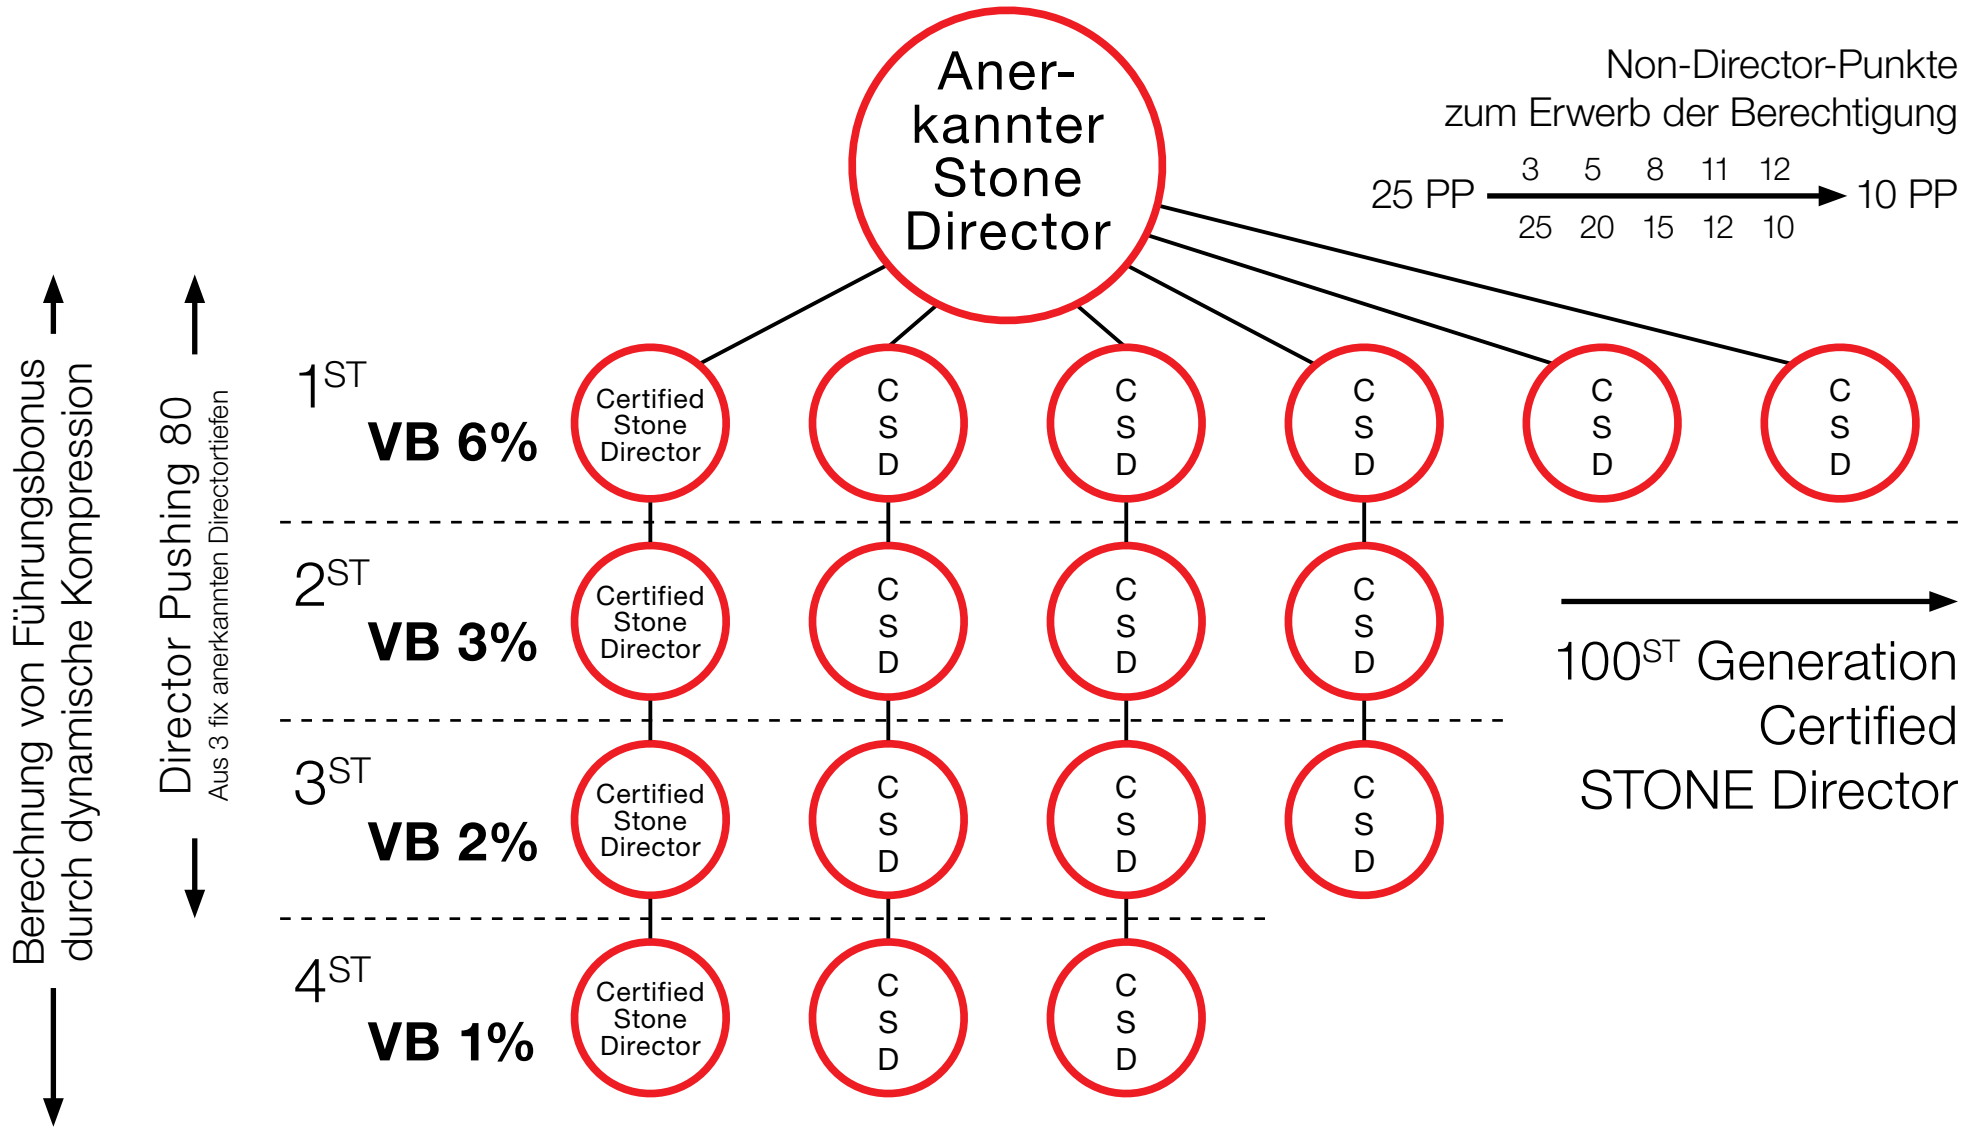 Aner-
kannter
Stone
Director
Non-Director-Punkte
zum Erwerb der Berechtigung
3 5 8 11 12
25 PP 10 PP
25 20 15 12 10
Berechnung von Führungsbonus
durch dynamische Kompression
Director Pushing 80
Aus 3 fix anerkannten Directortiefen
1ST
VB 6%
Certified
Stone
Director
C
S
D
C
S
D
C
S
D
C
S
D
C
S
D
2ST
VB 3%
Certified
Stone
Director
C
S
D
C
S
D
C
S
D
100ST Generation
Certified
STONE Director
3ST
VB 2%
Certified
Stone
Director
C
S
D
C
S
D
C
S
D
4ST
VB 1%
Certified
Stone
Director
C
S
D
C
S
D